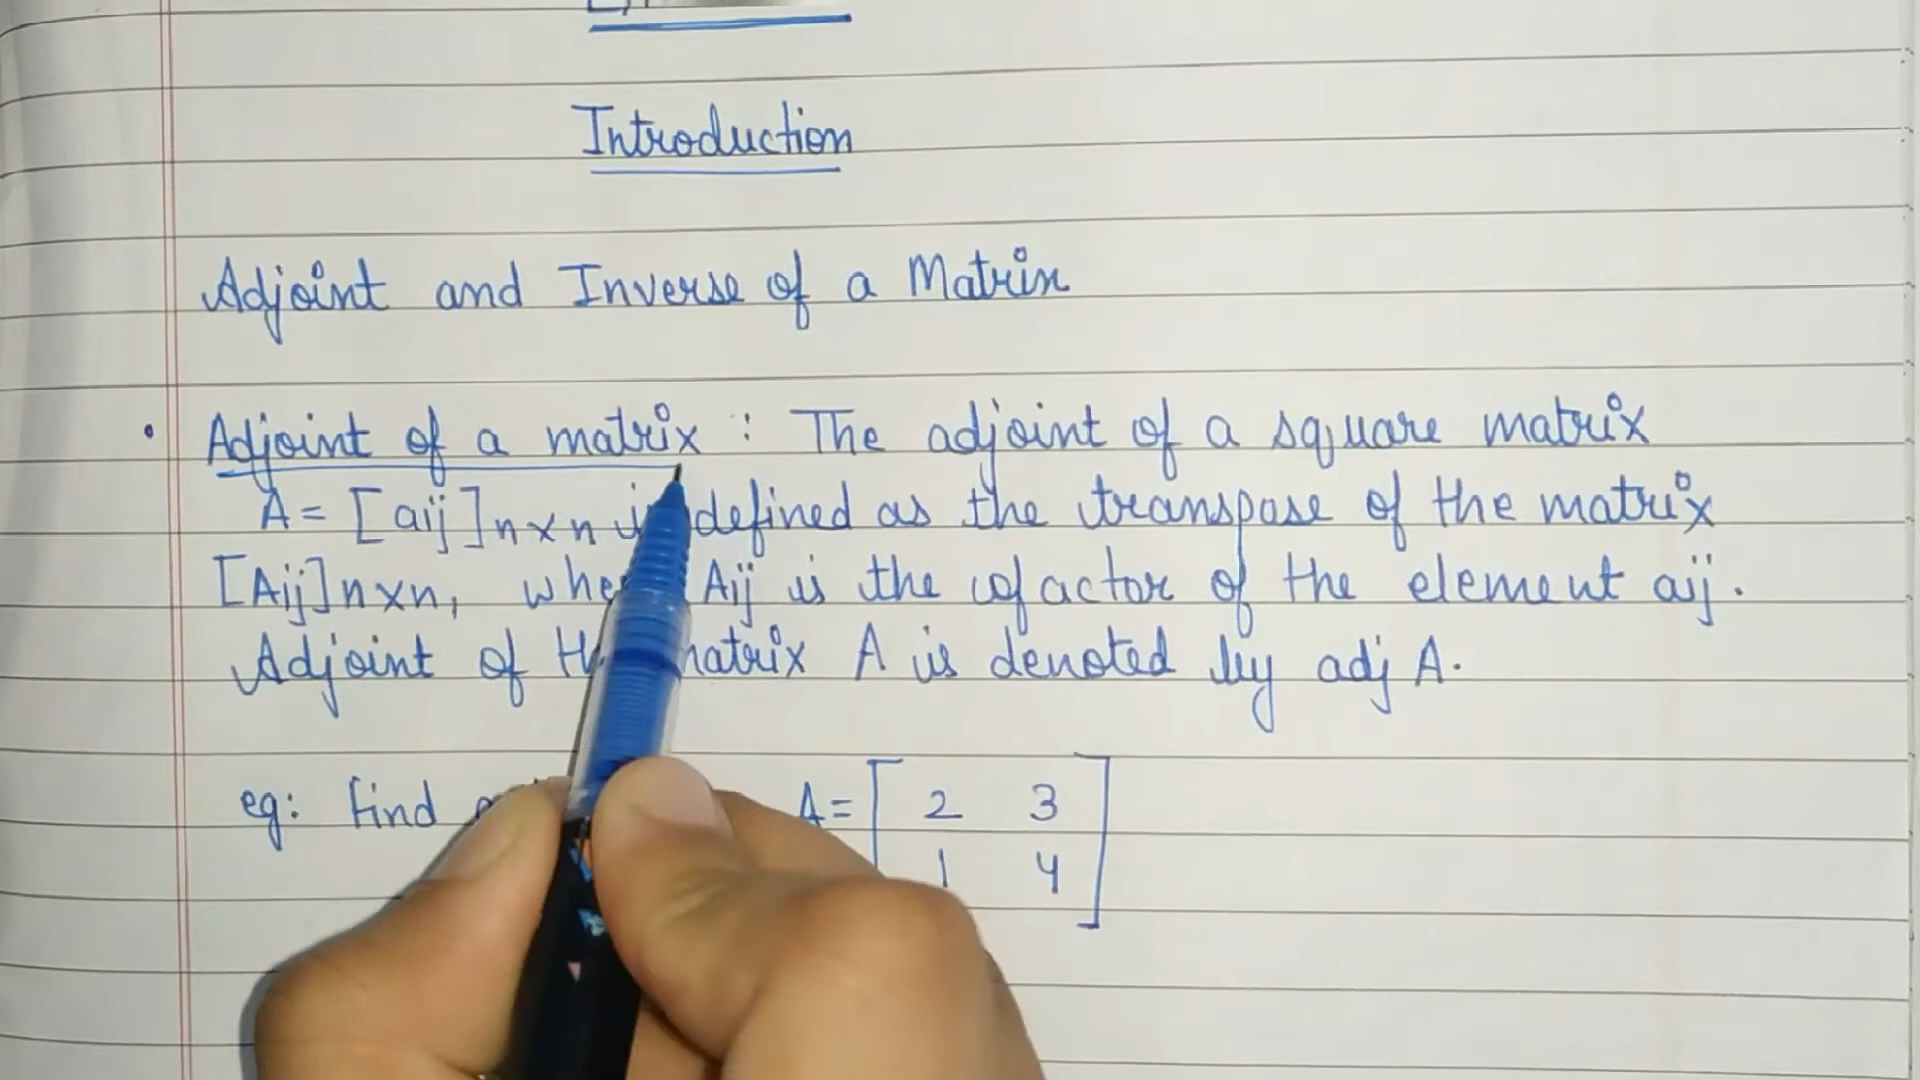 Introduction
Adjoint and Inverse of a Matrix
• Adjoint of a matrix : The adjoint of a square matrix
A = [aij]n×n defined as the transpose of the matrix
[Aij]n×n, Aij is the cofactor of the element aij.
Adjoint of matrix A is denoted by adj A.
eg: find A = [ 2 3
1 4 ]